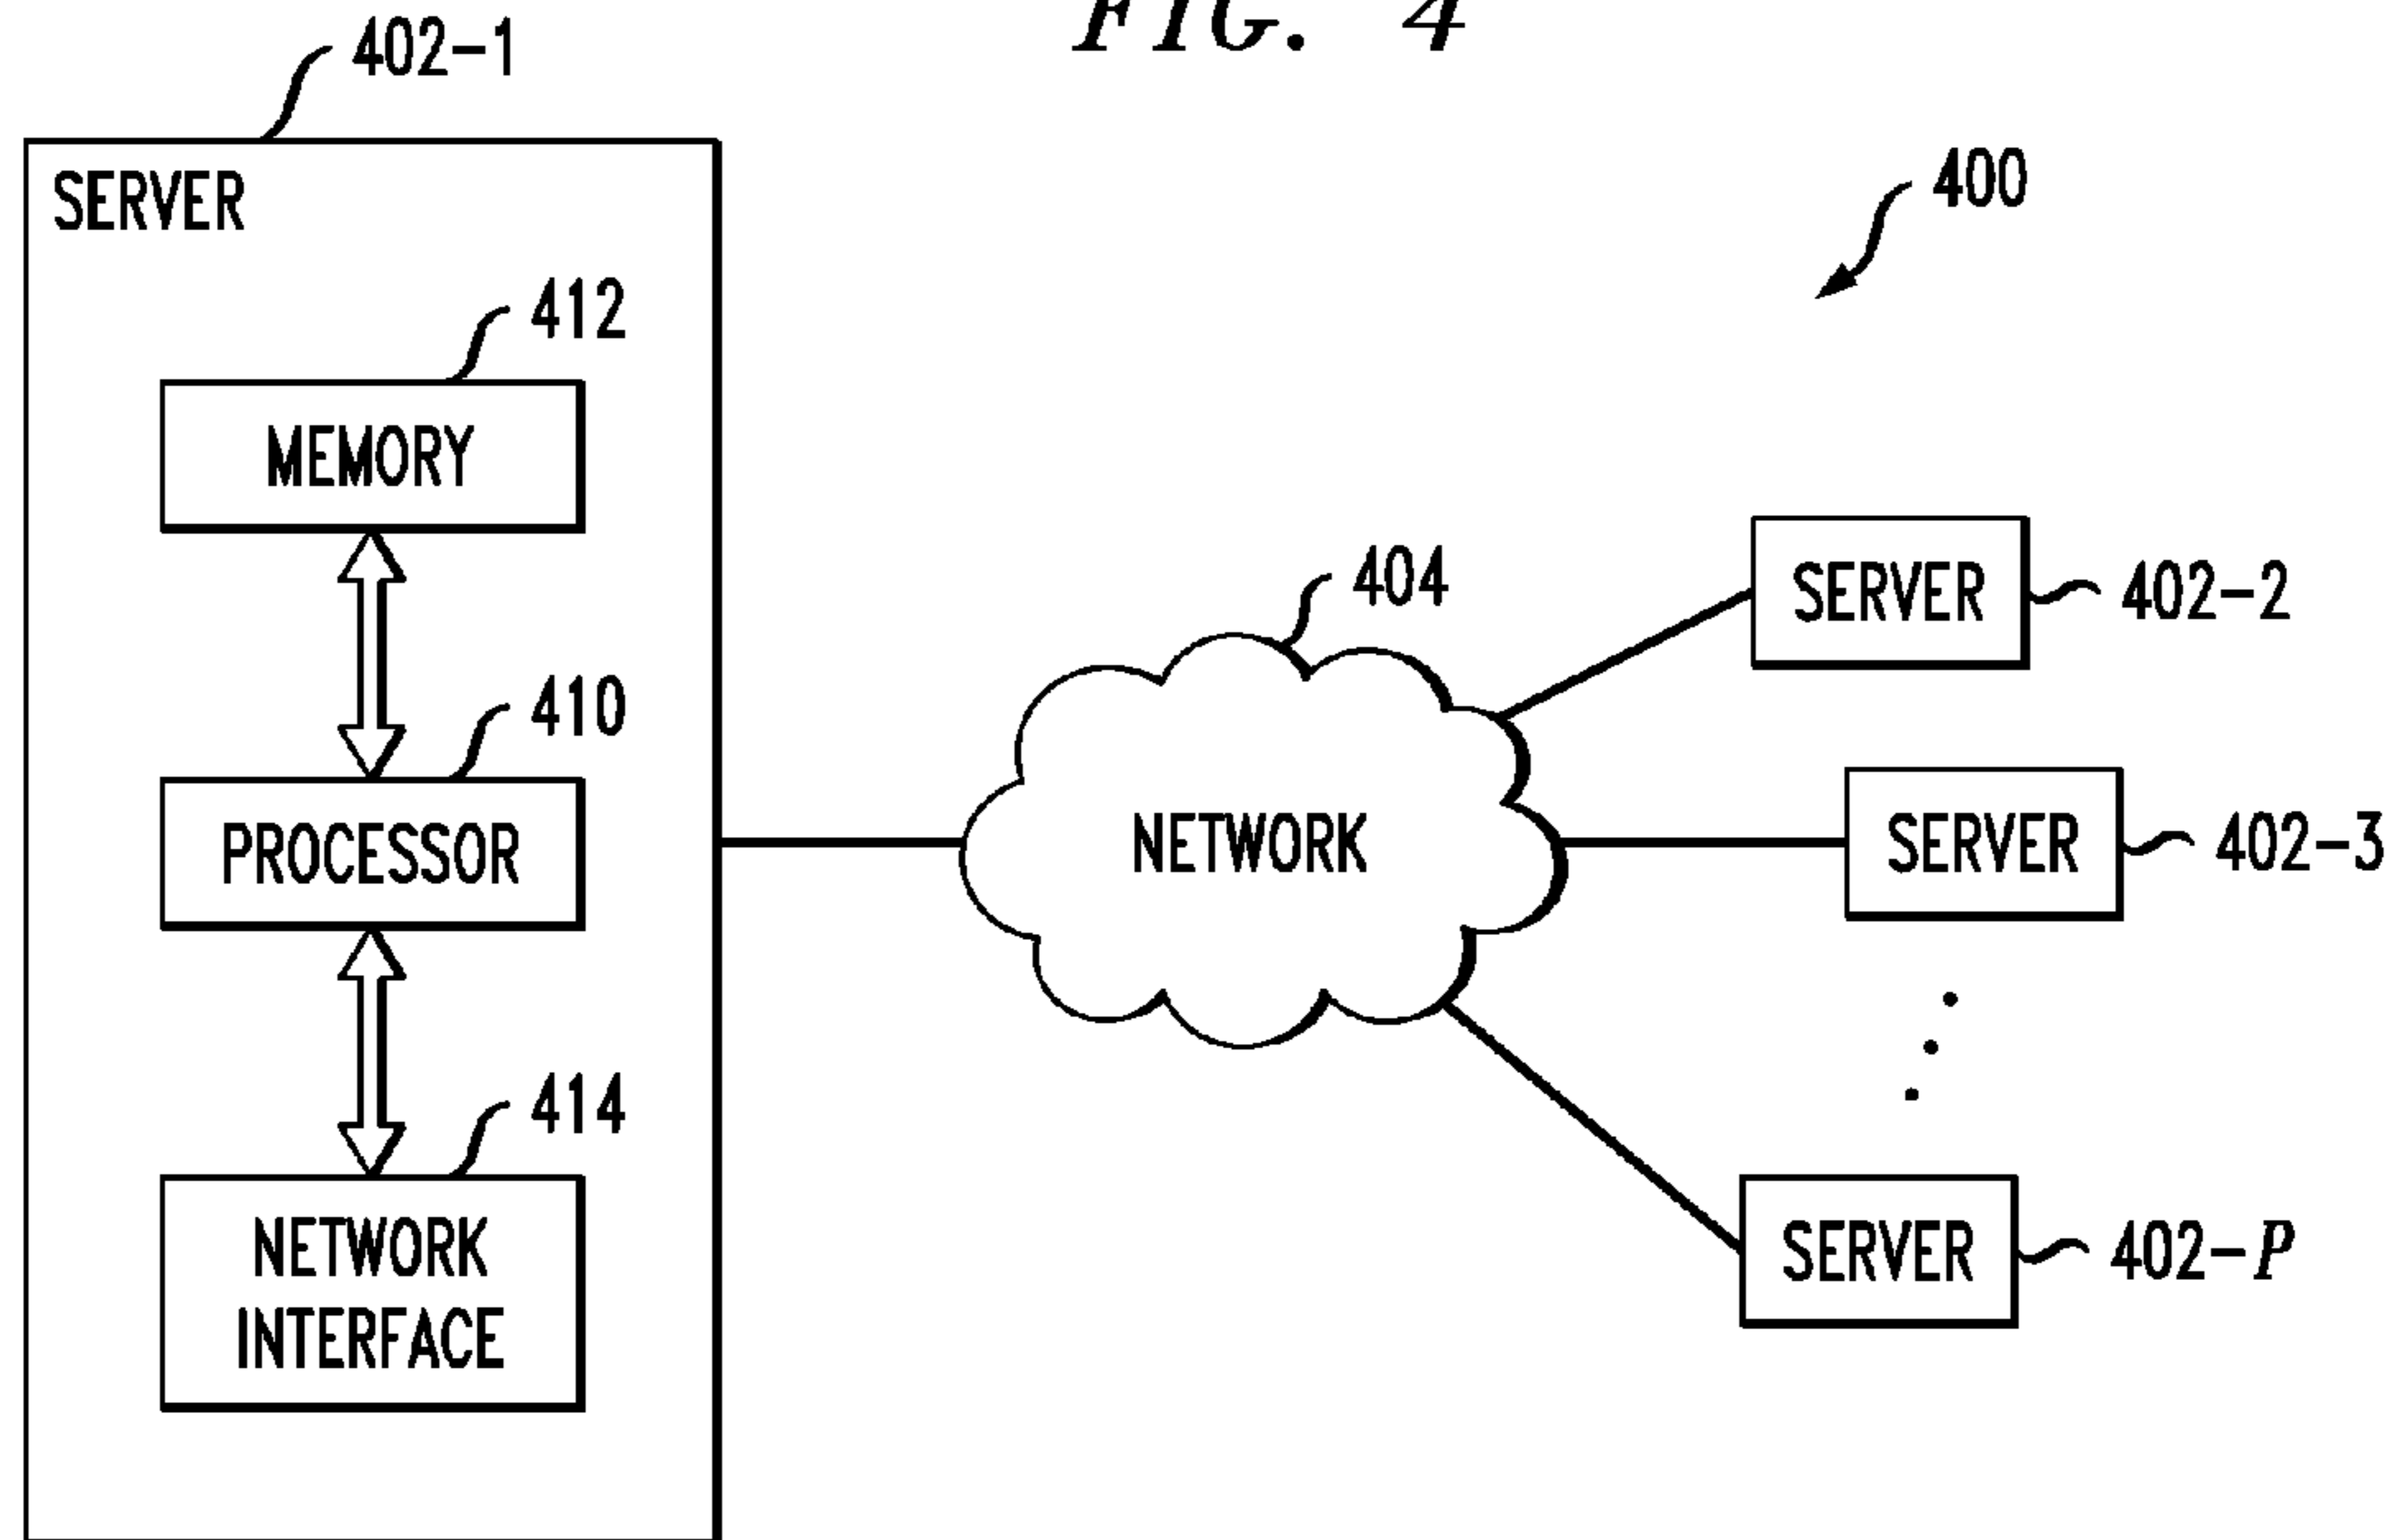 FIG. 4
402-1
400
SERVER
412
MEMORY
404
SERVER
402-2
410
PROCESSOR
NETWORK
SERVER
402-3
414
NETWORK
INTERFACE
SERVER
402-P